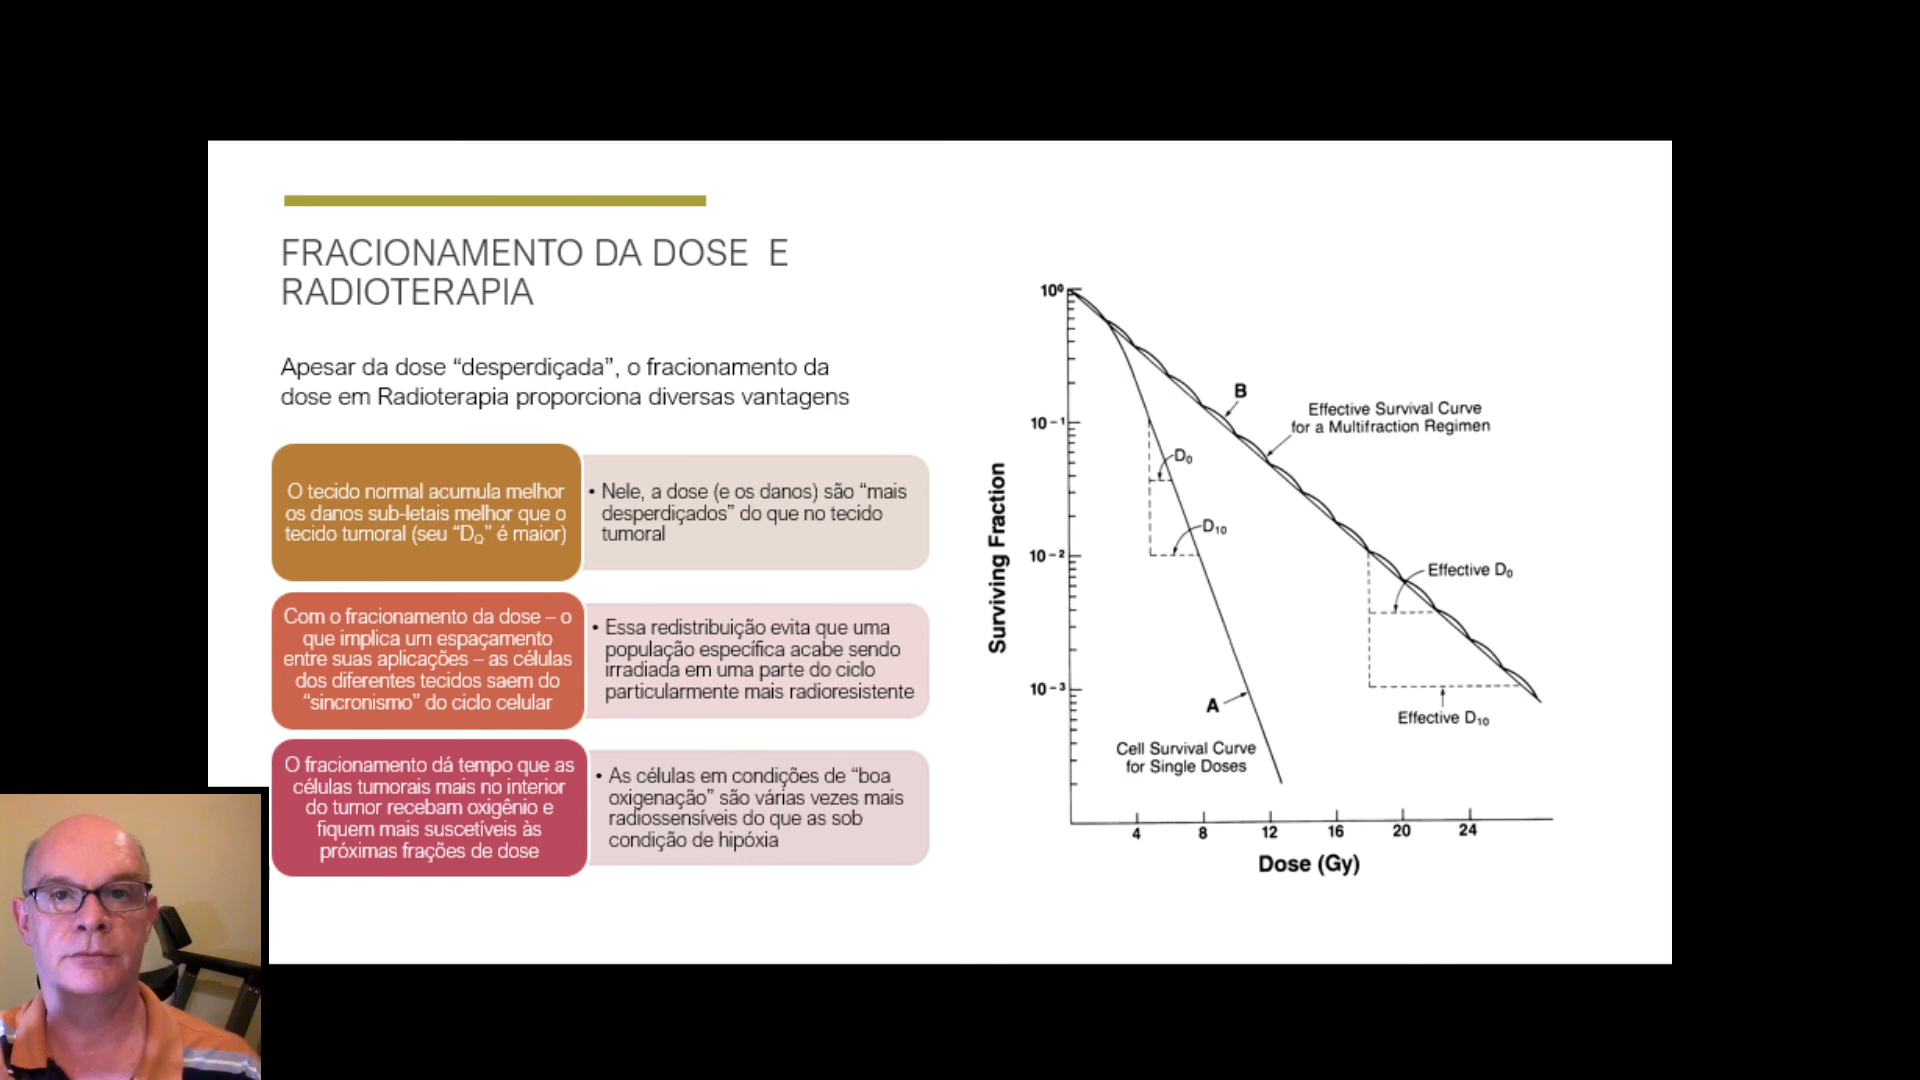 FRACIONAMENTO DA DOSE E
RADIOTERAPIA
Apesar da dose “desperdiçada”, o fracionamento da
dose em Radioterapia proporciona diversas vantagens
O tecido normal acumula melhor
os danos sub-letais melhor que o
tecido tumoral (seu “DQ” é maior)
• Nele, a dose (e os danos) são “mais
desperdiçados” do que no tecido
tumoral
Com o fracionamento da dose – o
que implica um espaçamento
entre suas aplicações – as células
dos diferentes tecidos saem do
“sincronismo” do ciclo celular
• Essa redistribuição evita que uma
população específica acabe sendo
irradiada em uma parte do ciclo
particularmente mais radioresistente
O fracionamento dá tempo que as
células tumorais mais no interior
do tumor recebam oxigênio e
fiquem mais suscetíveis às
próximas frações de dose
• As células em condições de “boa
oxigenação” são várias vezes mais
radiossensíveis do que as sob
condição de hipóxia
Surviving Fraction
10⁰
10⁻¹
10⁻²
10⁻³
B
Effective Survival Curve
for a Multifraction Regimen
D₀
D₁₀
Effective D₀
Effective D₁₀
A
Cell Survival Curve
for Single Doses
4 8 12 16 20 24
Dose (Gy)